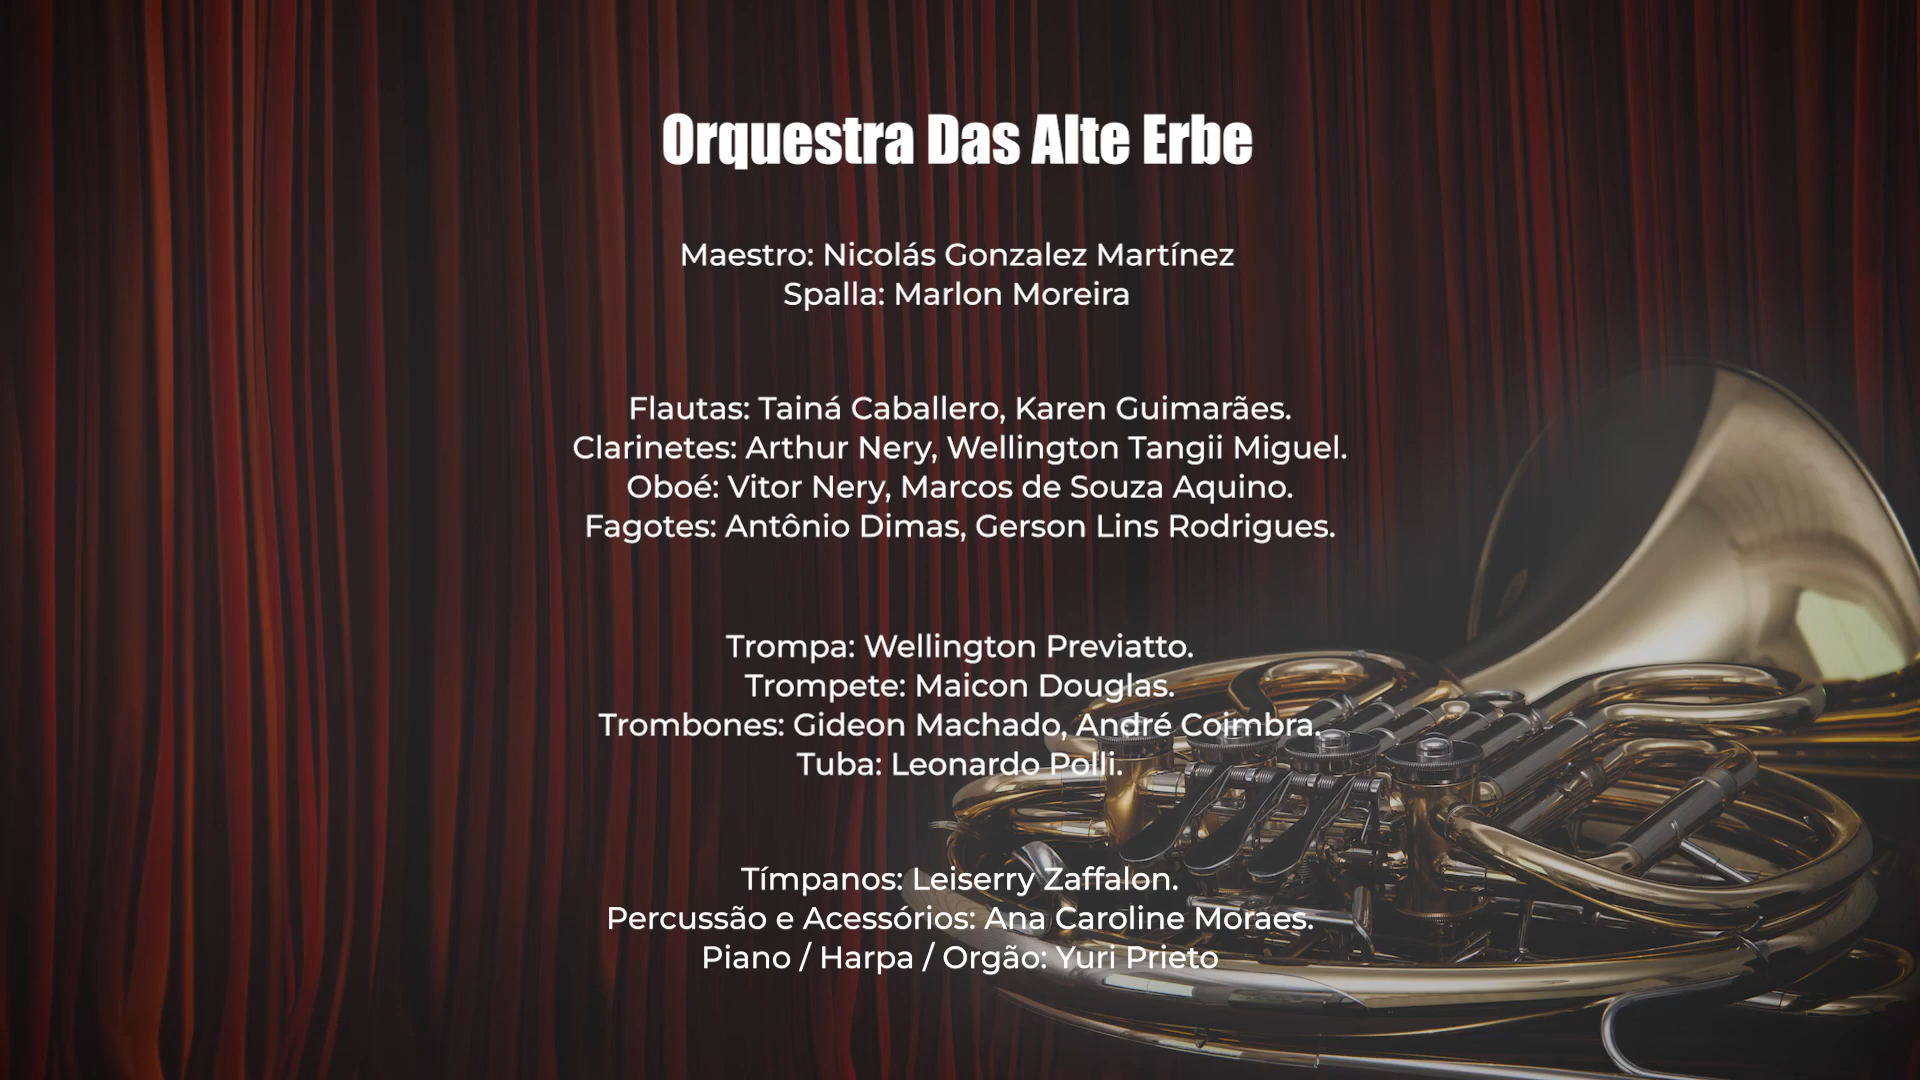 Orquestra Das Alte Erbe
Maestro: Nicolás Gonzalez Martínez
Spalla: Marlon Moreira
Flautas: Tainá Caballero, Karen Guimarães.
Clarinetes: Arthur Nery, Wellington Tangii Miguel.
Oboé: Vitor Nery, Marcos de Souza Aquino.
Fagotes: Antônio Dimas, Gerson Lins Rodrigues.
Trompa: Wellington Previatto.
Trompete: Maicon Douglas.
Trombones: Gideon Machado, André Coimbra.
Tuba: Leonardo Polli.
Tímpanos: Leiserry Zaffalon.
Percussão e Acessórios: Ana Caroline Moraes.
Piano / Harpa / Orgão: Yuri Prieto